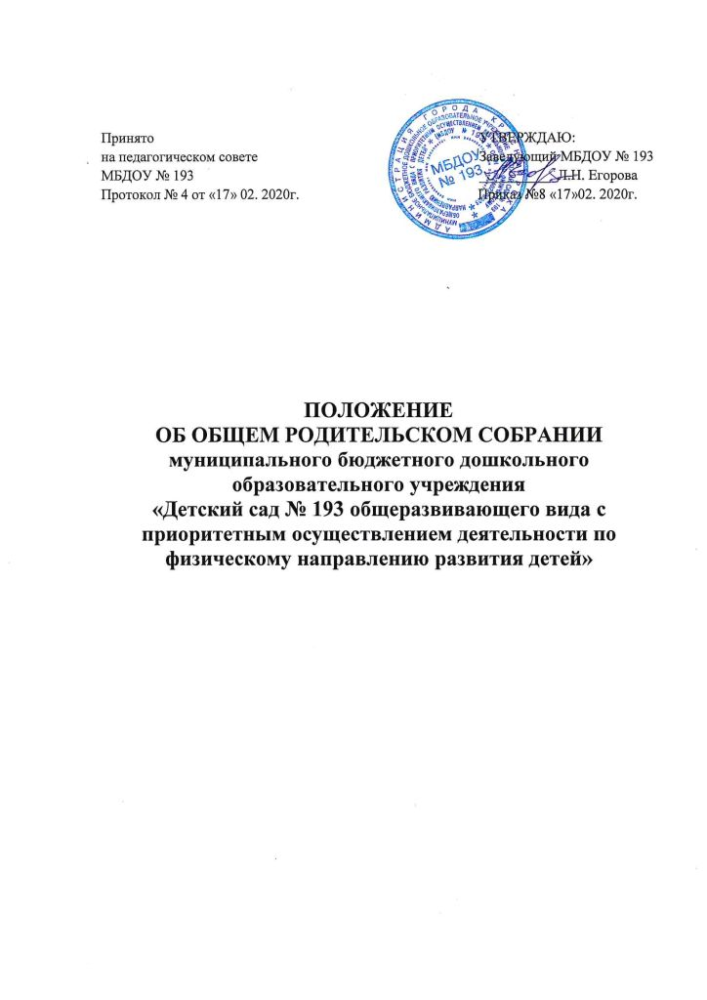 Принято
на педагогическом совете
МБДОУ № 193
Протокол № 4 от «17» 02. 2020г.
УТВЕРЖДАЮ:
Заведующий МБДОУ № 193
Л.Н. Егорова
Приказ №8 «17»02. 2020г.
МБДОУ
№ 193
ПОЛОЖЕНИЕ
ОБ ОБЩЕМ РОДИТЕЛЬСКОМ СОБРАНИИ
муниципального бюджетного дошкольного
образовательного учреждения
«Детский сад № 193 общеразвивающего вида с
приоритетным осуществлением деятельности по
физическому направлению развития детей»